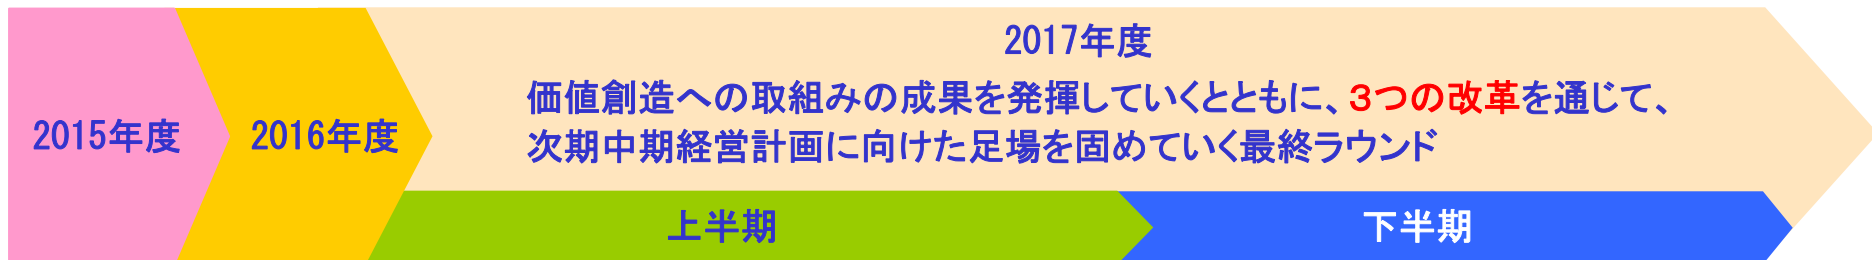 2015年度
2016年度
2017年度
価値創造への取組みの成果を発揮していくとともに、３つの改革を通じて、
次期中期経営計画に向けた足場を固めていく最終ラウンド
上半期
下半期